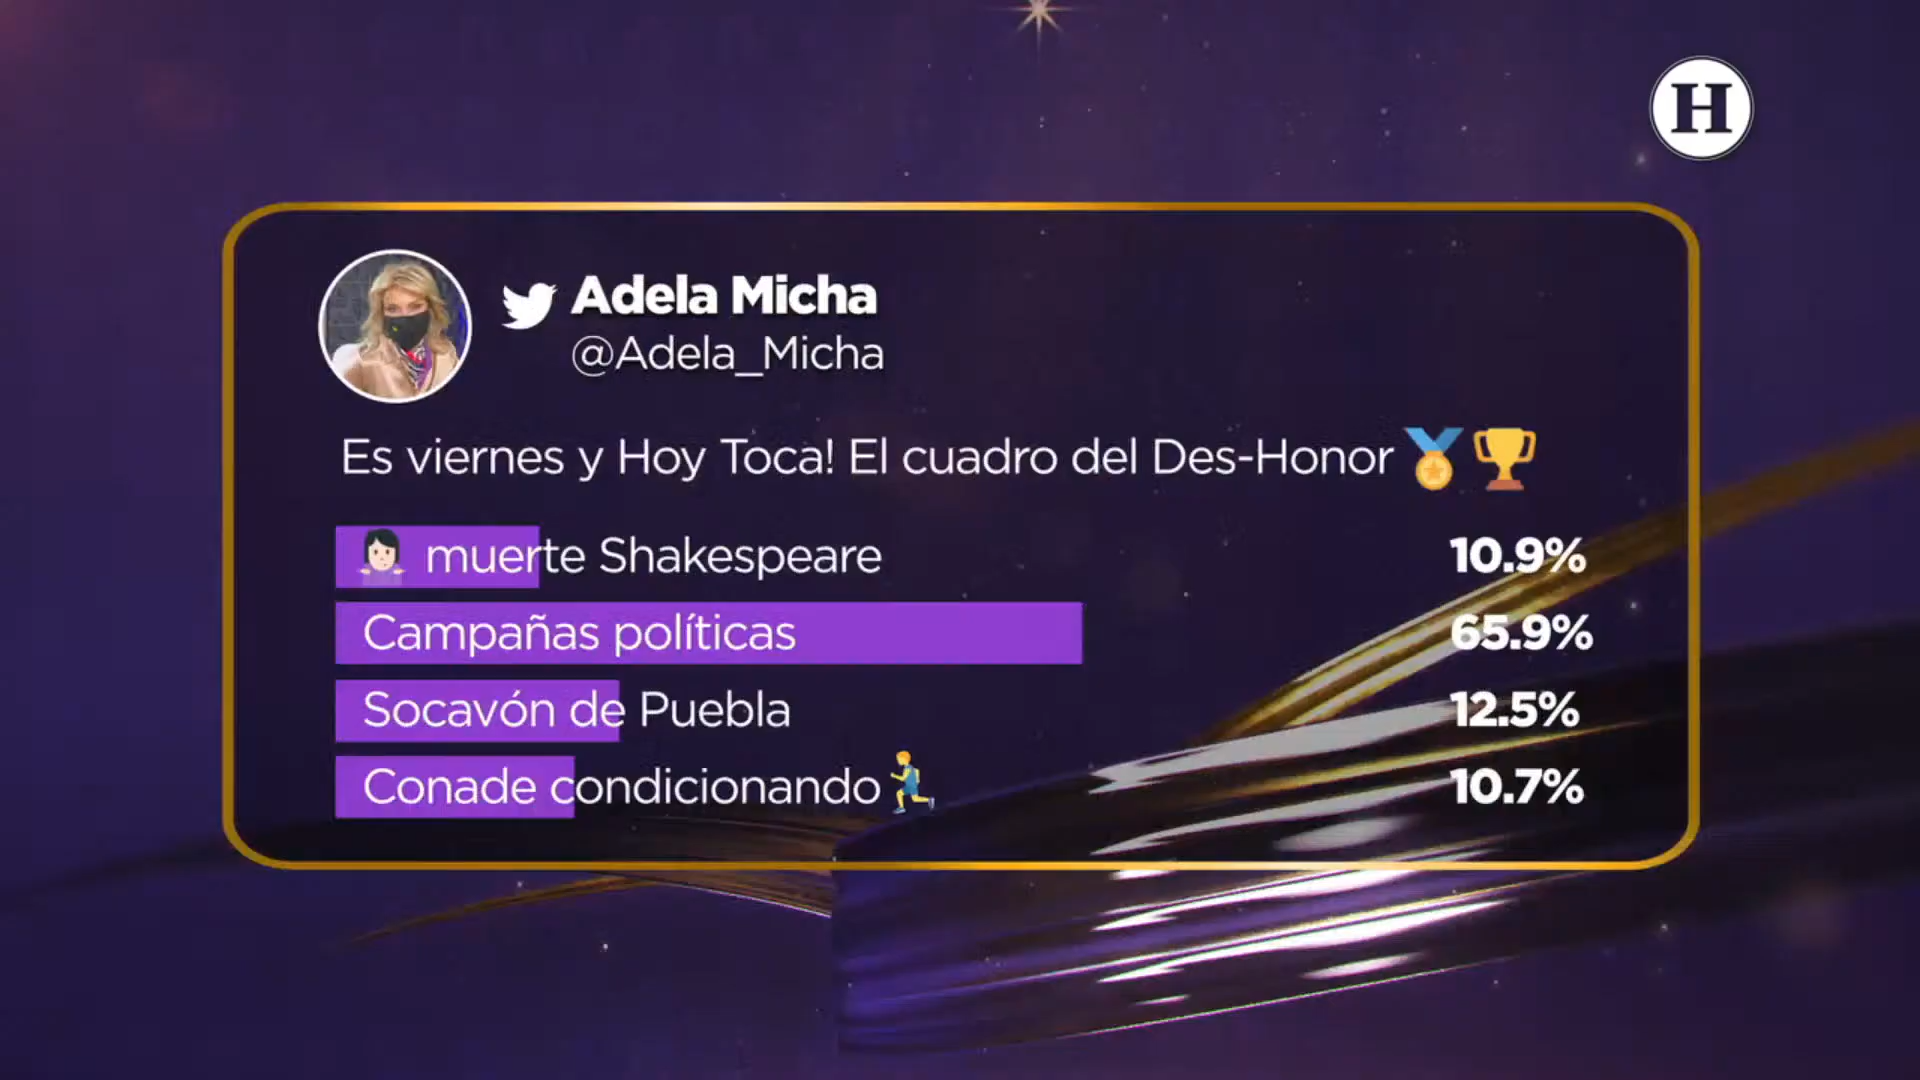 H
Adela Micha
@Adela_Micha
Es viernes y Hoy Toca! El cuadro del Des-Honor 🏅🏆
🤷🏻‍♀️ muerte Shakespeare 10.9%
Campañas políticas 65.9%
Socavón de Puebla 12.5%
Conade condicionando🏃 10.7%